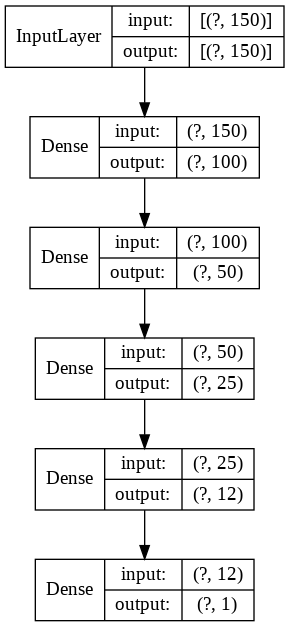 InputLayer input: [(?, 150)]
output: [(?, 150)]
Dense input: (?, 150)
output: (?, 100)
Dense input: (?, 100)
output: (?, 50)
Dense input: (?, 50)
output: (?, 25)
Dense input: (?, 25)
output: (?, 12)
Dense input: (?, 12)
output: (?, 1)